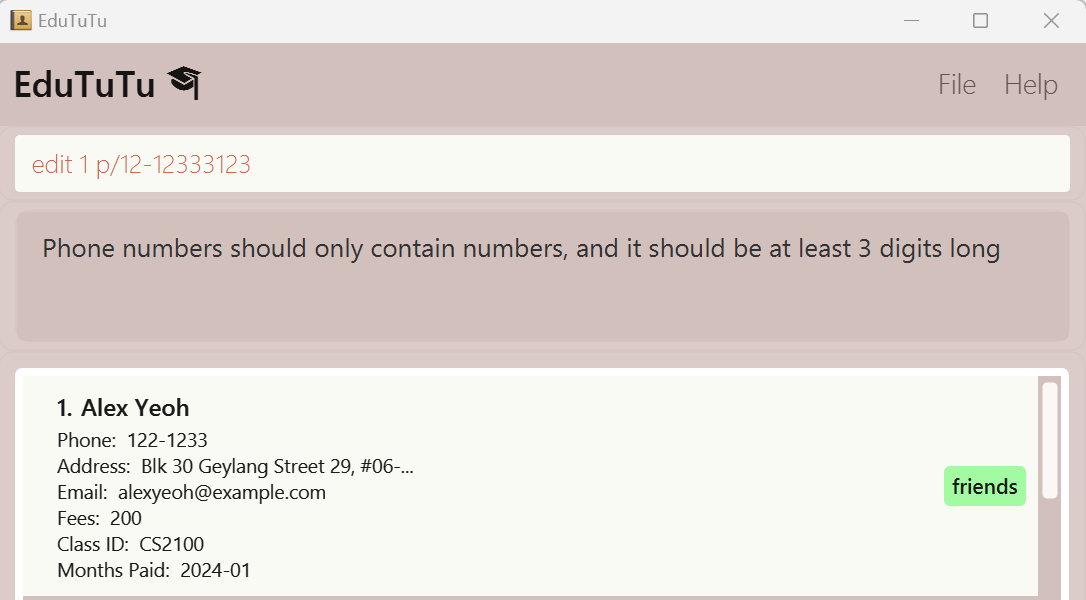 EduTuTu
EduTuTu
File Help
edit 1 p/12-12333123
Phone numbers should only contain numbers, and it should be at least 3 digits long
1. Alex Yeoh
Phone: 122-1233
Address: Blk 30 Geylang Street 29, #06-...
Email: alexyeoh@example.com
friends
Fees: 200
Class ID: CS2100
Months Paid: 2024-01